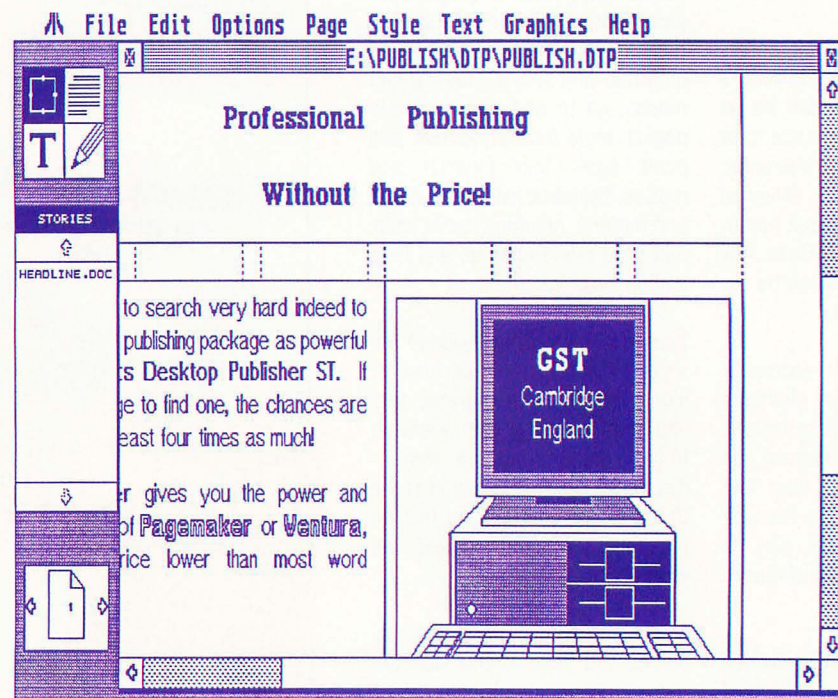 File Edit Options Page Style Text Graphics Help
E:\PUBLISH\DTP\PUBLISH.DTP
Professional Publishing
Without the Price!
T
STORIES
HEADLINE.DOC
to search very hard indeed to
publishing package as powerful
s Desktop Publisher ST. If
ge to find one, the chances are
east four times as much!
er gives you the power and
of Pagemaker or Ventura,
rice lower than most word
GST
Cambridge
England
1